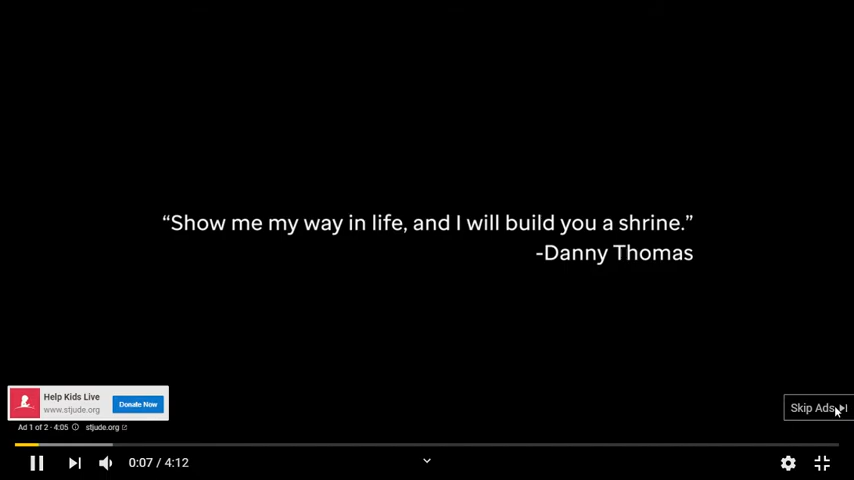 “Show me my way in life, and I will build you a shrine.”
-Danny Thomas
Help Kids Live
www.stjude.org
Donate Now
Skip Ads
Ad 1 of 2 · 4:05
stjude.org
0:07 / 4:12